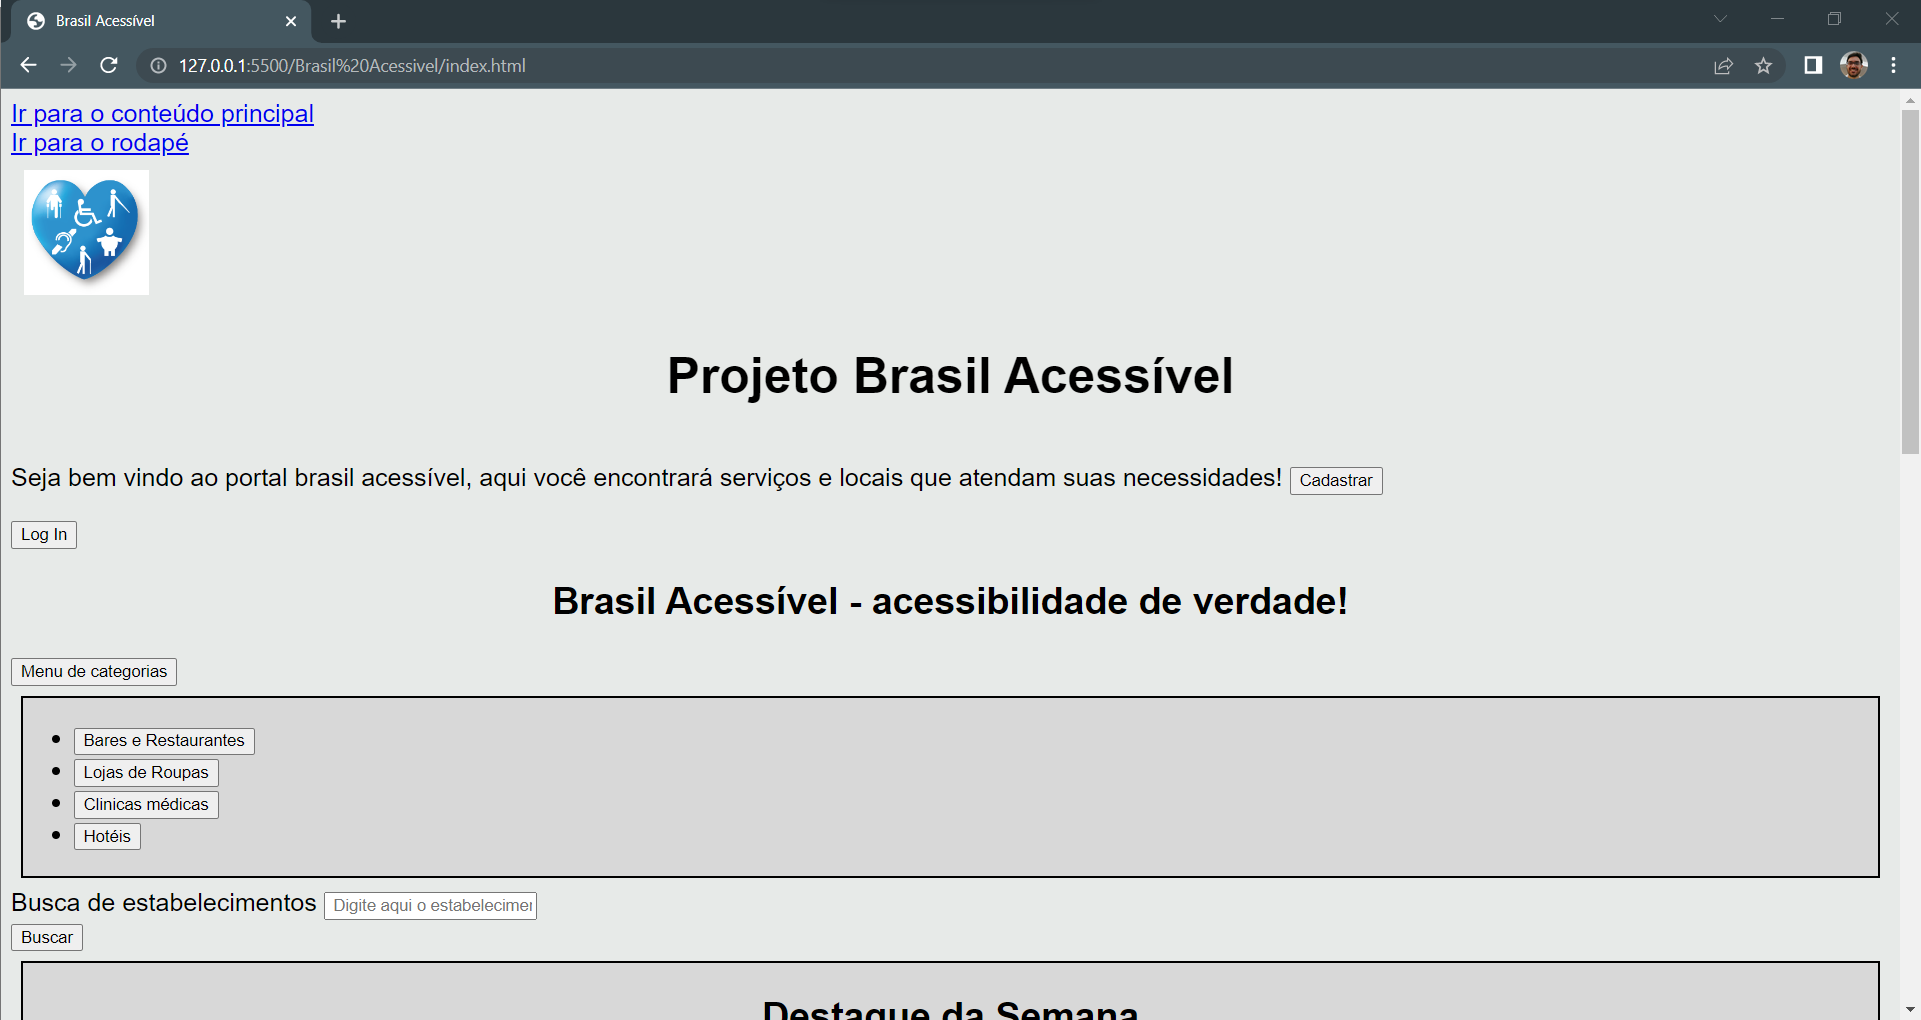 Brasil Acessível
127.0.0.1:5500/Brasil%20Acessivel/index.html
Ir para o conteúdo principal
Ir para o rodapé
Projeto Brasil Acessível
Seja bem vindo ao portal brasil acessível, aqui você encontrará serviços e locais que atendam suas necessidades! Cadastrar
Log In
Brasil Acessível - acessibilidade de verdade!
Menu de categorias
Bares e Restaurantes
Lojas de Roupa
Clinicas médicas
Hotéis
Busca de estabelecimentos Digite aqui o estabelecimen
Buscar
Destaque da Semana